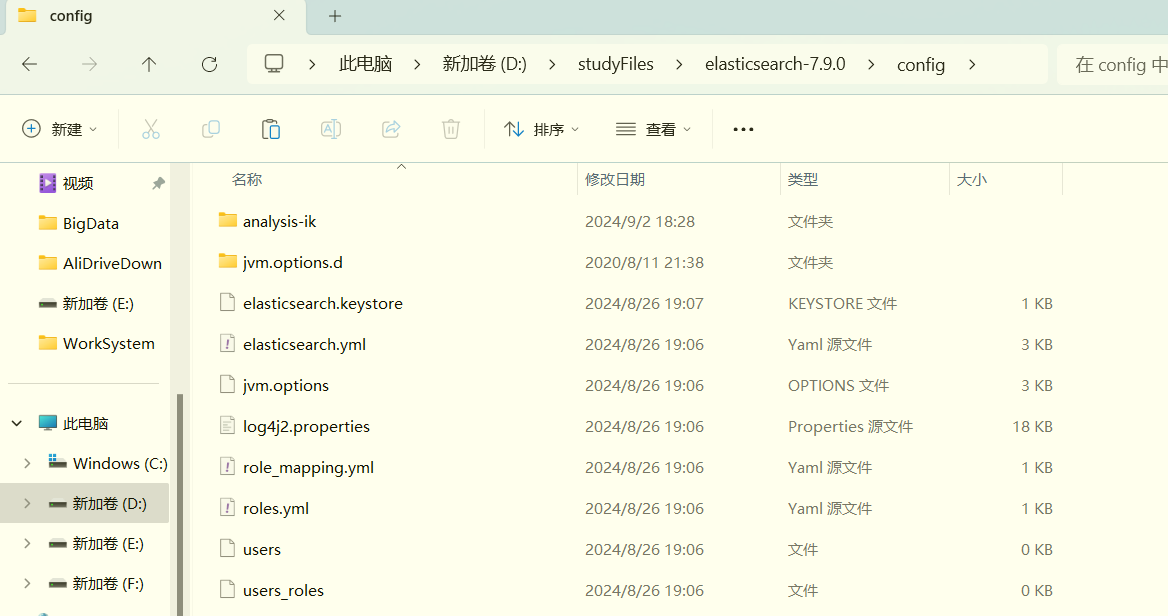 config
此电脑 新加卷 (D:) studyFiles elasticsearch-7.9.0 config 在 config 中
新建 排序 查看
名称 修改日期 类型 大小
视频
BigData
AliDriveDown
新加卷 (E:)
WorkSystem
此电脑
Windows (C:)
新加卷 (D:)
新加卷 (E:)
新加卷 (F:)
analysis-ik 2024/9/2 18:28 文件夹
jvm.options.d 2020/8/11 21:38 文件夹
elasticsearch.keystore 2024/8/26 19:07 KEYSTORE 文件 1 KB
elasticsearch.yml 2024/8/26 19:06 Yaml 源文件 3 KB
jvm.options 2024/8/26 19:06 OPTIONS 文件 3 KB
log4j2.properties 2024/8/26 19:06 Properties 源文件 18 KB
role_mapping.yml 2024/8/26 19:06 Yaml 源文件 1 KB
roles.yml 2024/8/26 19:06 Yaml 源文件 1 KB
users 2024/8/26 19:06 文件 0 KB
users_roles 2024/8/26 19:06 文件 0 KB